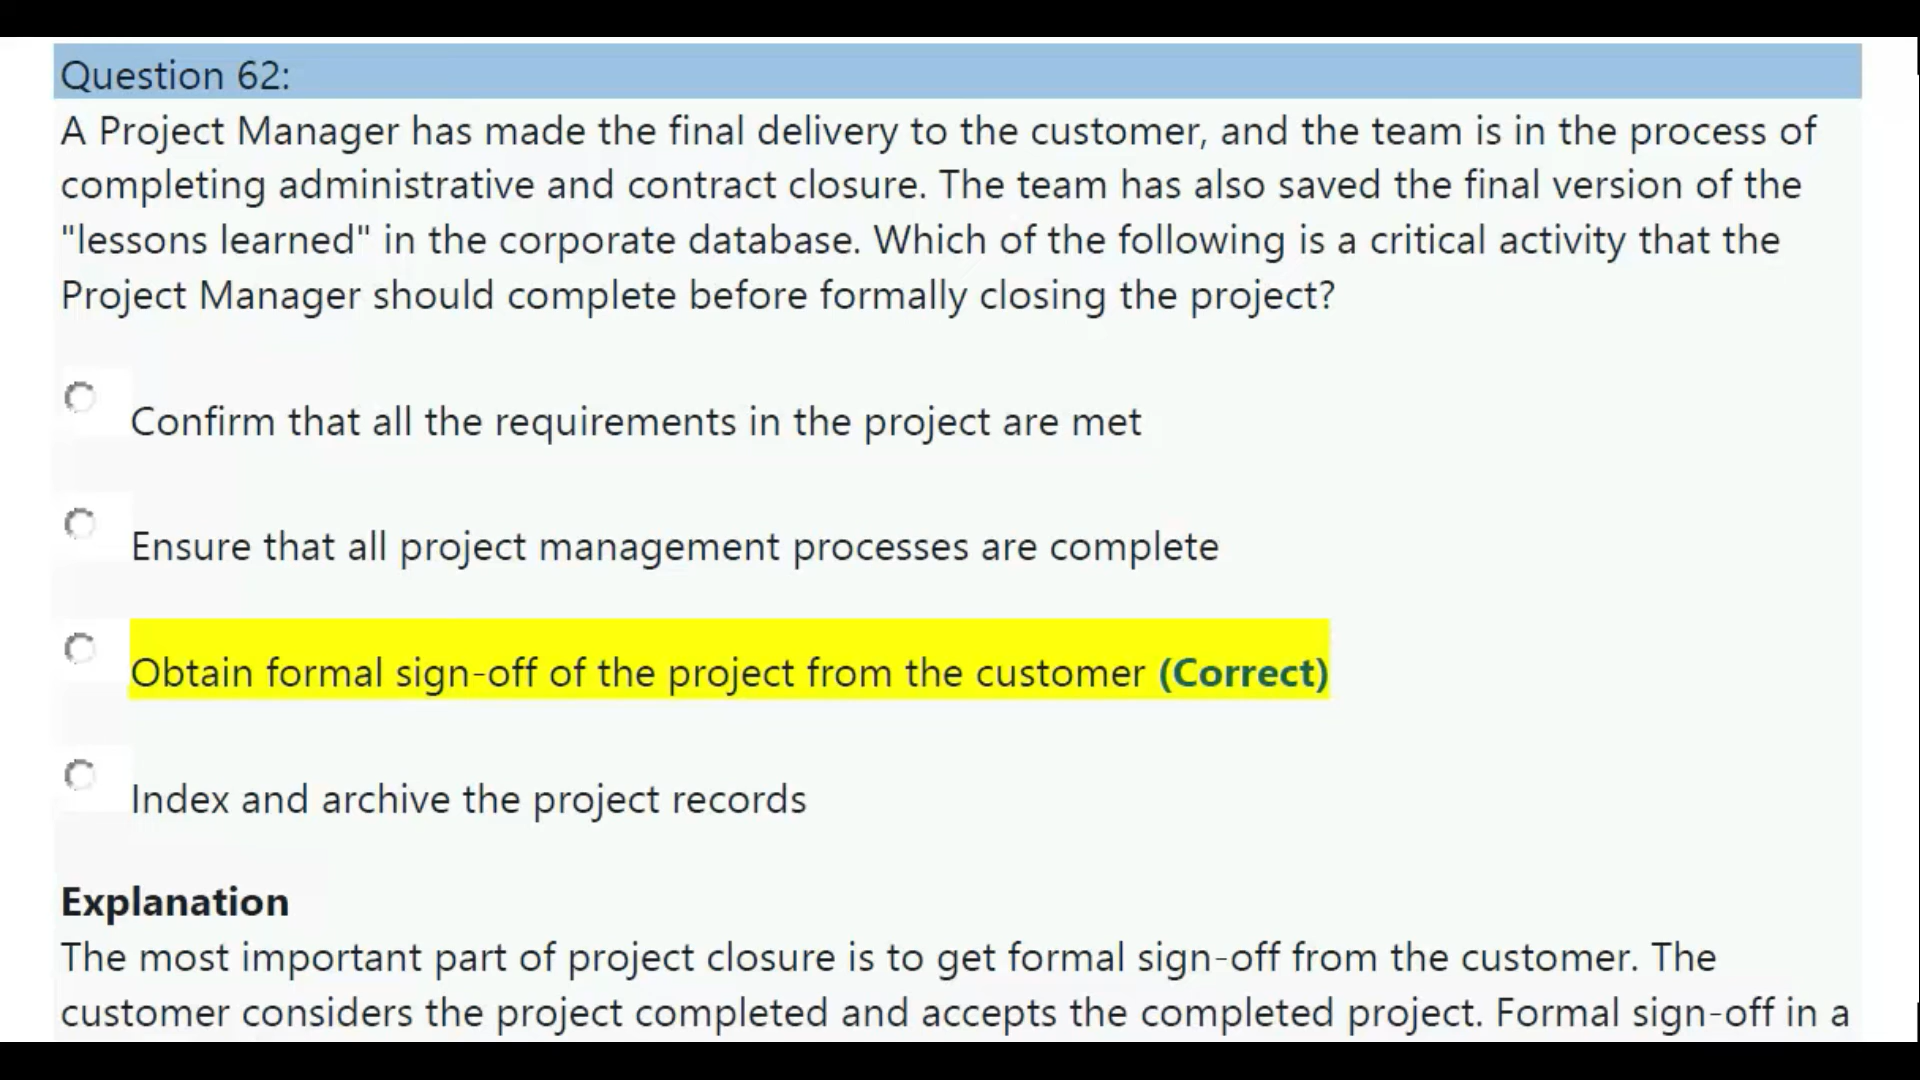 Question 62:
A Project Manager has made the final delivery to the customer, and the team is in the process of
completing administrative and contract closure. The team has also saved the final version of the
"lessons learned" in the corporate database. Which of the following is a critical activity that the
Project Manager should complete before formally closing the project?
Confirm that all the requirements in the project are met
Ensure that all project management processes are complete
Obtain formal sign-off of the project from the customer (Correct)
Index and archive the project records
Explanation
The most important part of project closure is to get formal sign-off from the customer. The
customer considers the project completed and accepts the completed project. Formal sign-off in a